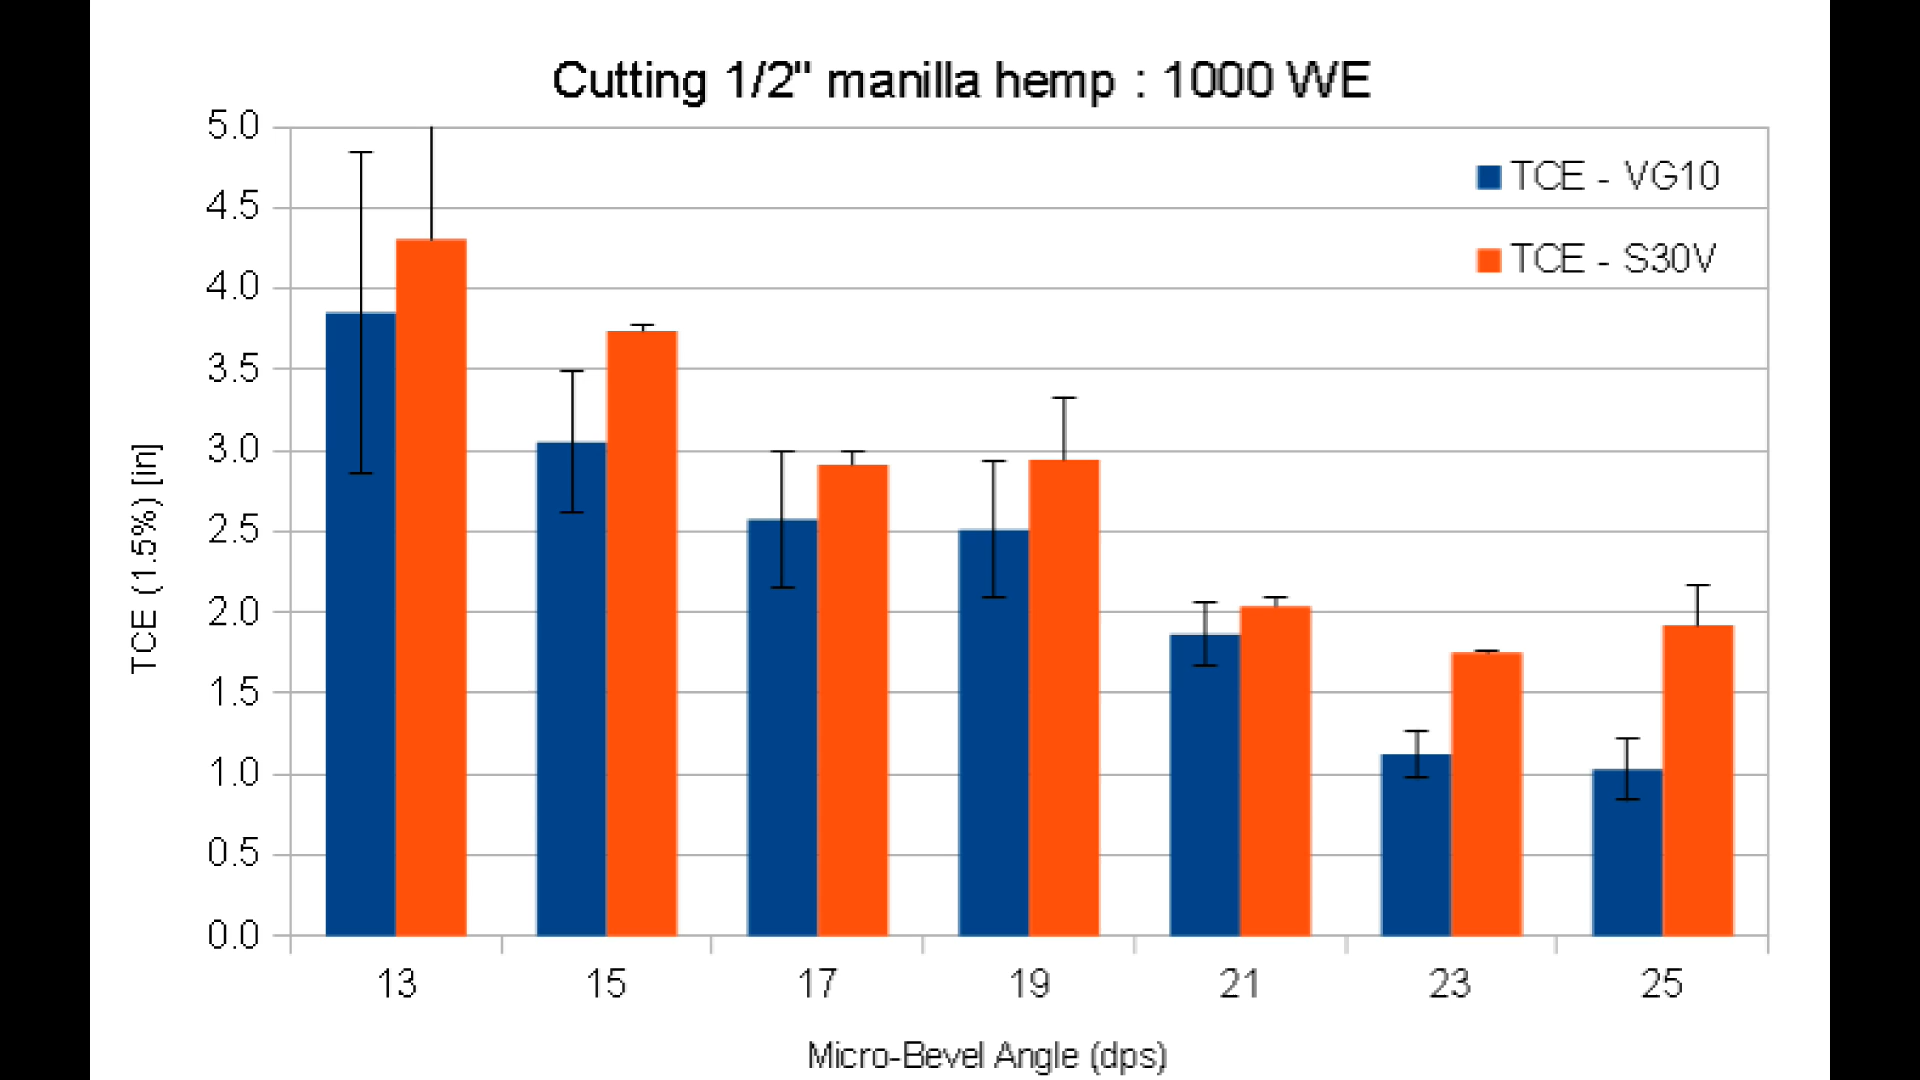 Cutting 1/2" manilla hemp : 1000 WE
TCE - VG10
TCE - S30V
TCE (1.5%) [in]
5.0
4.5
4.0
3.5
3.0
2.5
2.0
1.5
1.0
0.5
0.0
13 15 17 19 21 23 25
Micro-Bevel Angle (dps)